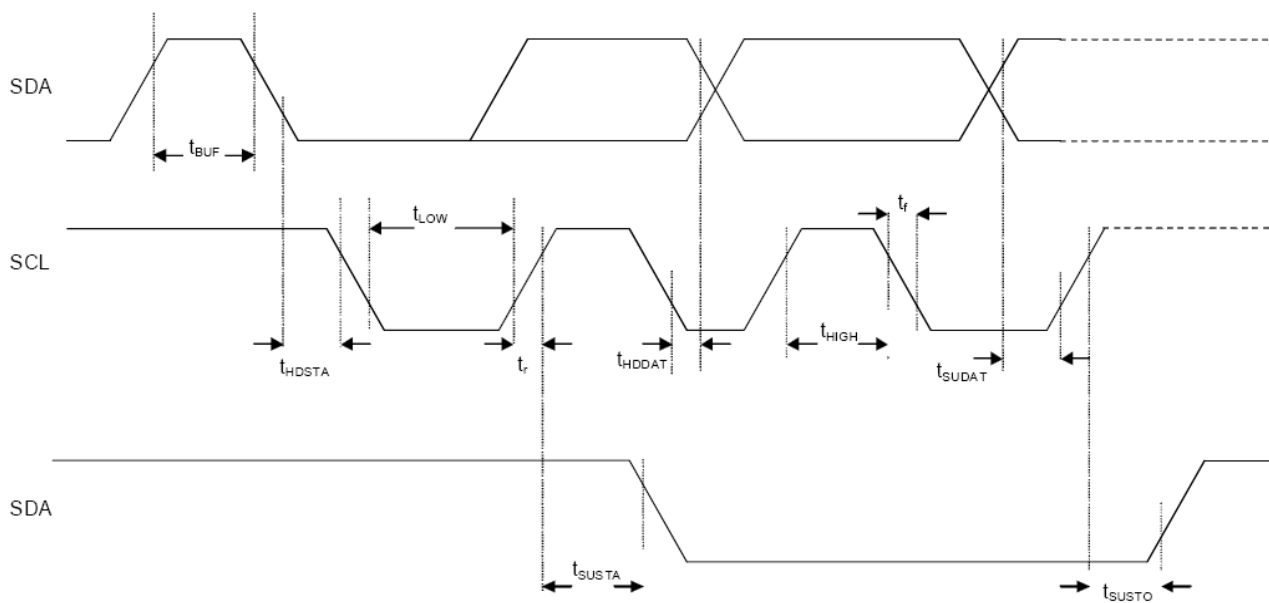 SDA
tBUF
tLOW
tf
SCL
tHDSTA
tr
tHDDAT
tHIGH
tSUDAT
SDA
tSUSTA
tSUSTO